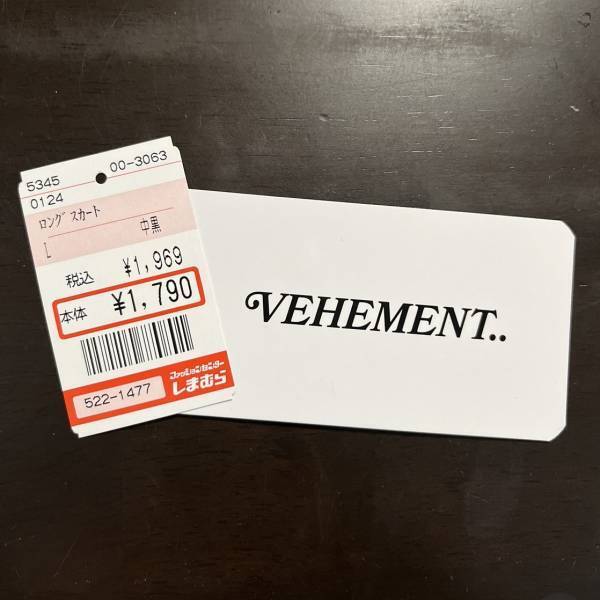 5345
00-3063
0124
ﾛﾝｸﾞ ｽｶｰﾄ
L 中黒
税込 ¥1,969
本体 ¥1,790
522-1477
ファッションセンター
しまむら
VEHEMENT..